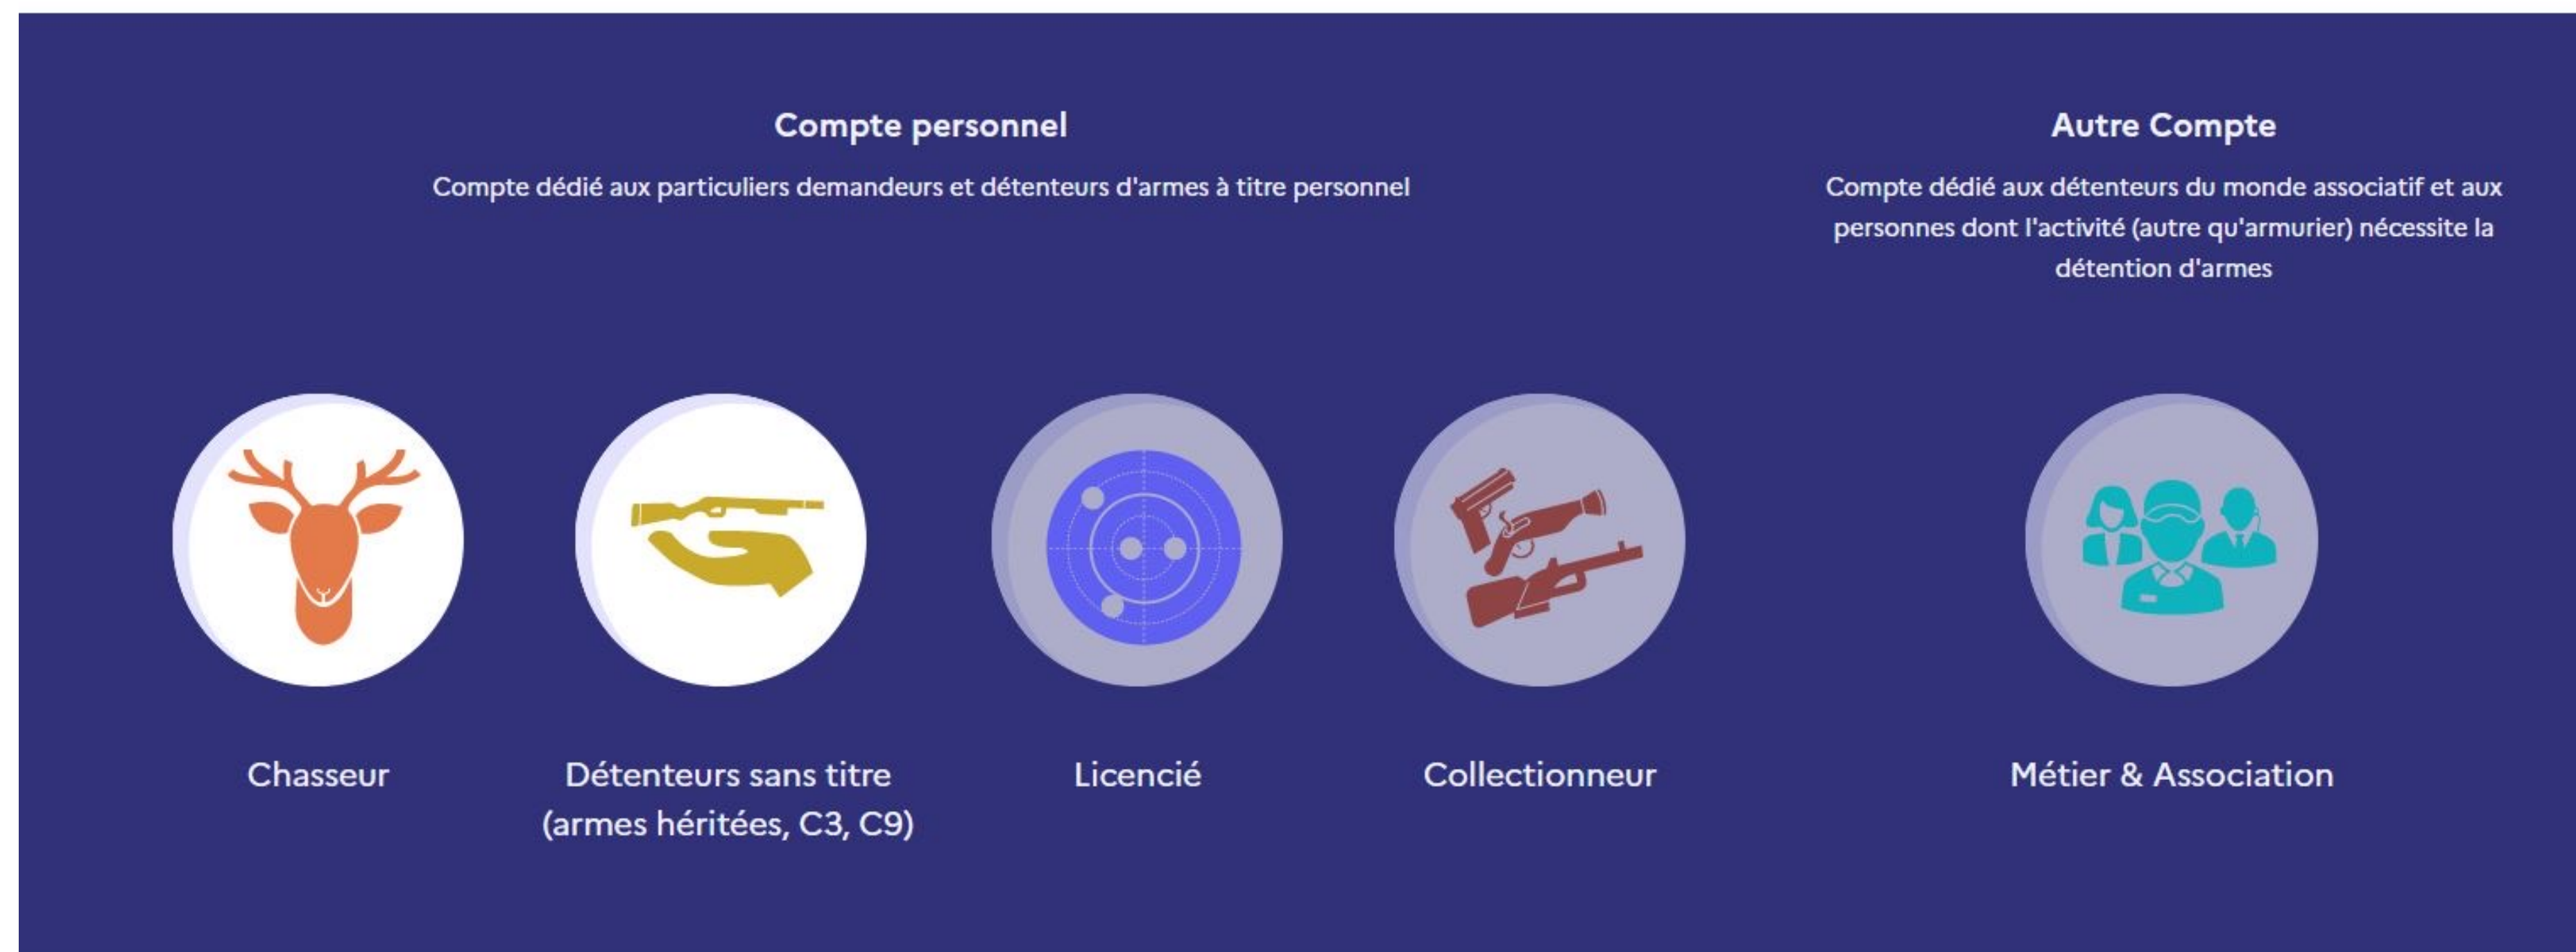 Compte personnel
Compte dédié aux particuliers demandeurs et détenteurs d'armes à titre personnel
Autre Compte
Compte dédié aux détenteurs du monde associatif et aux
personnes dont l'activité (autre qu'armurier) nécessite la
détention d'armes
Chasseur
Détenteurs sans titre
(armes héritées, C3, C9)
Licencié
Collectionneur
Métier & Association